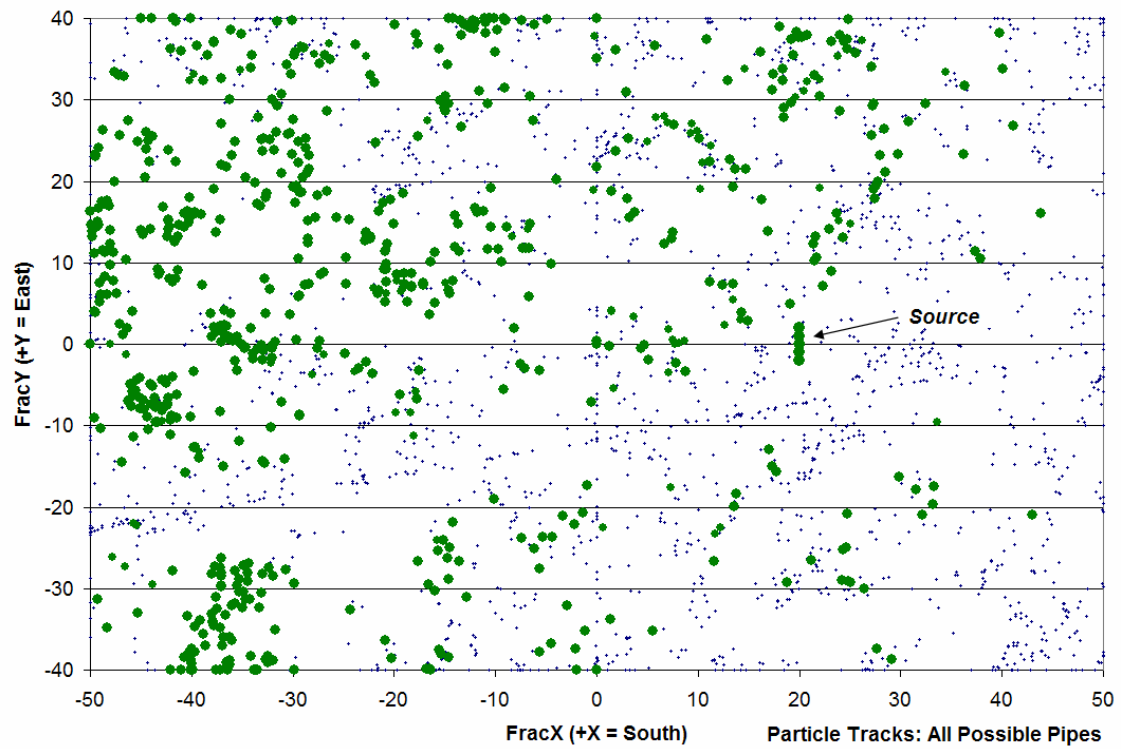 40
30
20
10
0
-10
-20
-30
-40
FracY (+Y = East)
Source
-50 -40 -30 -20 -10 0 10 20 30 40 50
FracX (+X = South)
Particle Tracks: All Possible Pipes